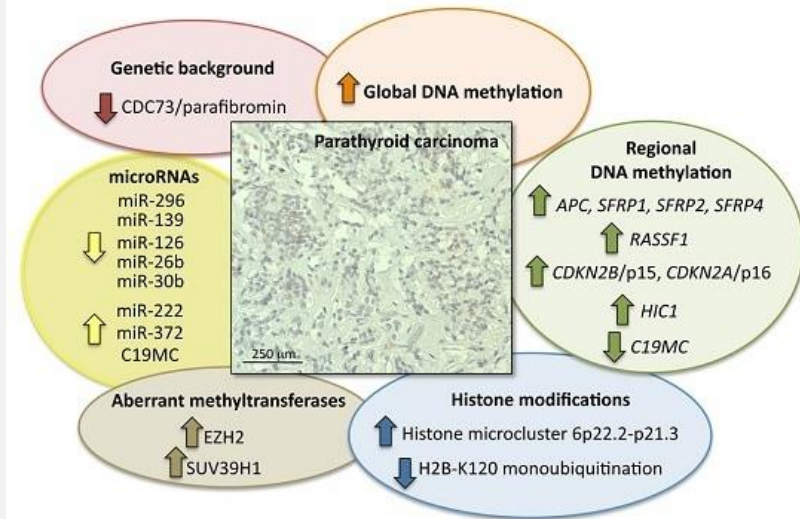 Genetic background
CDC73/parafibromin
Global DNA methylation
Parathyroid carcinoma
250 µm
microRNAs
miR-296
miR-139
miR-126
miR-26b
miR-30b
miR-222
miR-372
C19MC
Regional
DNA methylation
APC, SFRP1, SFRP2, SFRP4
RASSF1
CDKN2B/p15, CDKN2A/p16
HIC1
C19MC
Aberrant methyltransferases
EZH2
SUV39H1
Histone modifications
Histone microcluster 6p22.2-p21.3
H2B-K120 monoubiquitination